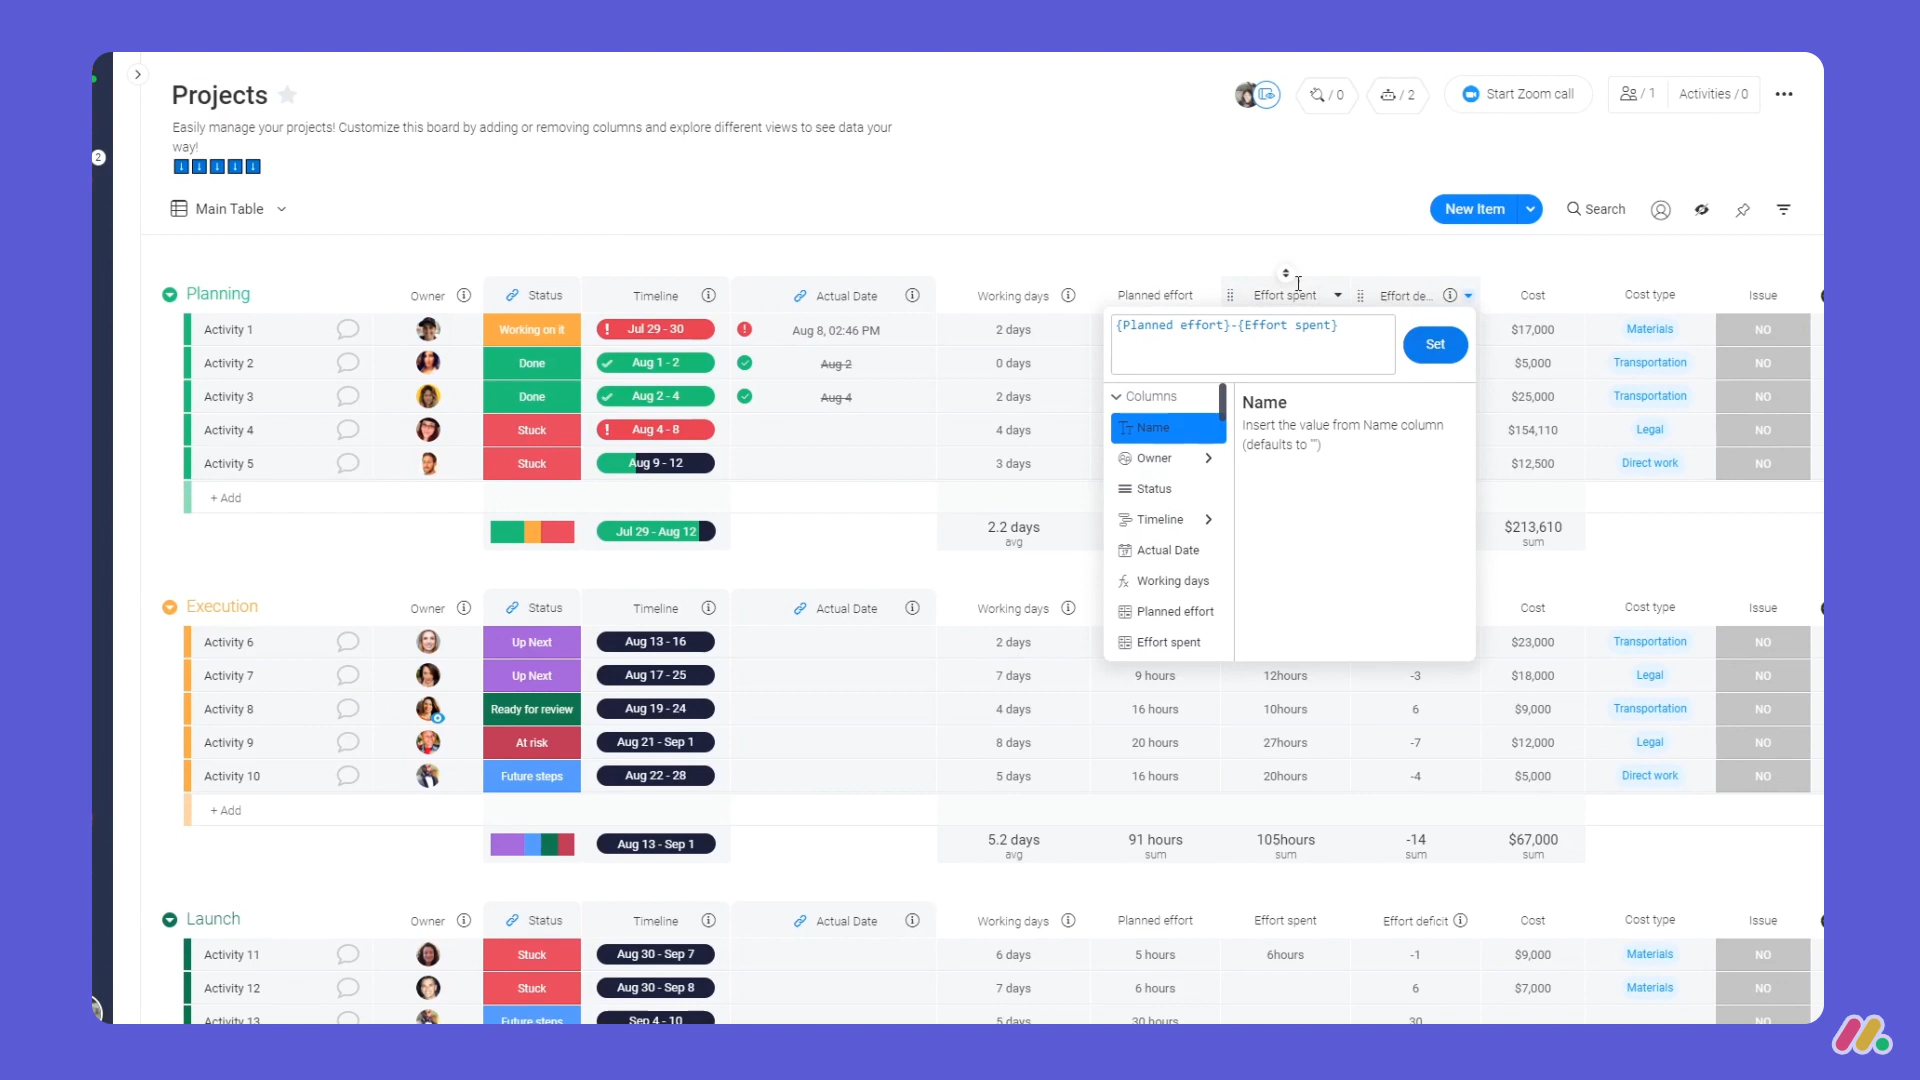 Projects
/ 0
/ 2
Start Zoom call
/ 1
Activities / 0
Easily manage your projects! Customize this board by adding or removing columns and explore different views to see data your
way!
2
Main Table
New Item
Search
Planning
Owner
Status
Timeline
Actual Date
Working days
Planned effort
Effort spent
Effort de...
Cost
Cost type
Issue
Activity 1
Working on it
! Jul 29 - 30
!
Aug 8, 02:46 PM
2 days
$17,000
Materials
NO
Activity 2
Done
Aug 1 - 2
Aug 2
0 days
$5,000
Transportation
NO
Activity 3
Done
Aug 2 - 4
Aug 4
2 days
$25,000
Transportation
NO
Activity 4
Stuck
! Aug 4 - 8
4 days
$154,110
Legal
NO
Activity 5
Stuck
Aug 9 - 12
3 days
$12,500
Direct work
NO
+ Add
Jul 29 - Aug 12
2.2 days
avg
$213,610
sum
{Planned effort}-{Effort spent}
Set
Columns
Name
Owner
Status
Timeline
Actual Date
Working days
Planned effort
Effort spent
Name
Insert the value from Name column
(defaults to "")
Execution
Owner
Status
Timeline
Actual Date
Working days
Cost
Cost type
Issue
Activity 6
Up Next
Aug 13 - 16
2 days
$23,000
Transportation
NO
Activity 7
Up Next
Aug 17 - 25
7 days
9 hours
12hours
-3
$18,000
Legal
NO
Activity 8
Ready for review
Aug 19 - 24
4 days
16 hours
10hours
6
$9,000
Transportation
NO
Activity 9
At risk
Aug 21 - Sep 1
8 days
20 hours
27hours
-7
$12,000
Legal
NO
Activity 10
Future steps
Aug 22 - 28
5 days
16 hours
20hours
-4
$5,000
Direct work
NO
+ Add
Aug 13 - Sep 1
5.2 days
avg
91 hours
sum
105hours
sum
-14
sum
$67,000
sum
Launch
Owner
Status
Timeline
Actual Date
Working days
Planned effort
Effort spent
Effort deficit
Cost
Cost type
Issue
Activity 11
Stuck
Aug 30 - Sep 7
6 days
5 hours
6hours
-1
$9,000
Materials
NO
Activity 12
Stuck
Aug 30 - Sep 8
7 days
6 hours
6
$7,000
Materials
NO
Activity 13
Future steps
Sep 4 - 10
5 days
30 hours
30
NO